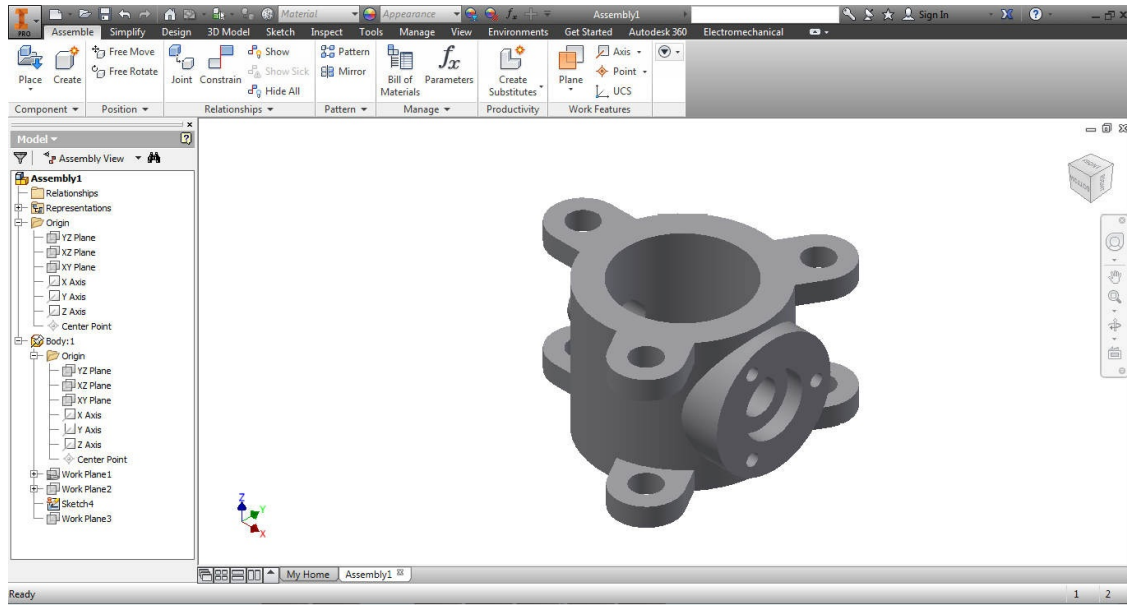 PRO
Material
Appearance
Assembly1
Sign In
Assemble Simplify Design 3D Model Sketch Inspect Tools Manage View Environments Get Started Autodesk 360 Electromechanical
Place
Create
Free Move
Free Rotate
Joint
Constrain
Show
Show Sick
Hide All
Pattern
Mirror
Bill of
Materials
Parameters
Create
Substitutes
Plane
Axis
Point
UCS
Component Position Relationships Pattern Manage Productivity Work Features
Model
Assembly View
Assembly1
Relationships
Representations
Origin
YZ Plane
XZ Plane
XY Plane
X Axis
Y Axis
Z Axis
Center Point
Body:1
Origin
YZ Plane
XZ Plane
XY Plane
X Axis
Y Axis
Z Axis
Center Point
Work Plane1
Work Plane2
Sketch4
Work Plane3
Z
Y
X
My Home Assembly1
Ready 1 2